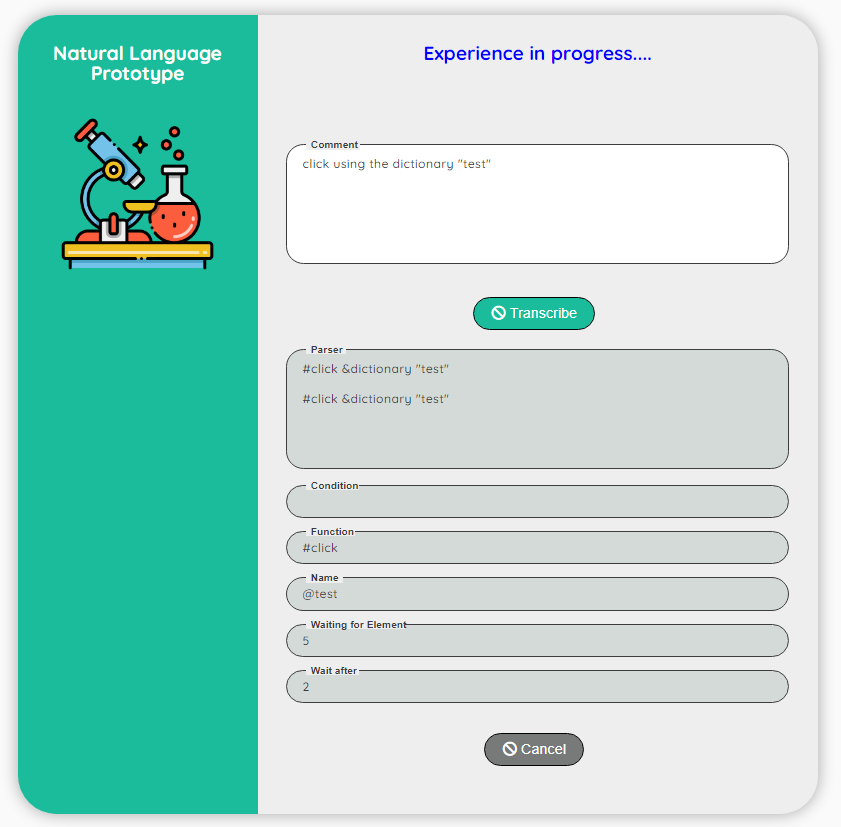 Natural Language
Prototype
Experience in progress....
Comment
click using the dictionary "test"
Transcribe
Parser
#click &dictionary "test"
#click &dictionary "test"
Condition
Function
#click
Name
@test
Waiting for Element
5
Wait after
2
Cancel